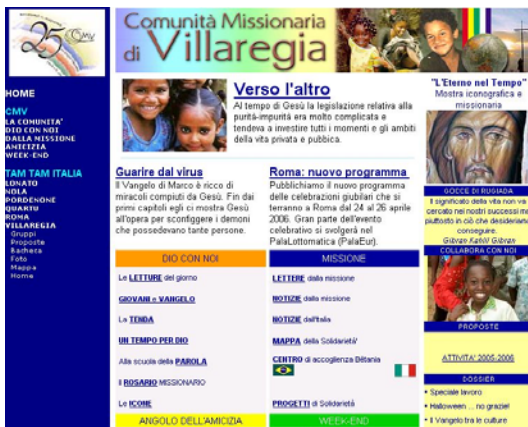 25 CMV
Comunità Missionaria
di Villaregia
HOME
CMV
LA COMUNITA'
DIO CON NOI
DALLA MISSIONE
AMICIZIA
WEEK-END
TAM TAM ITALIA
LONATO
NOLA
PORDENONE
QUARTU
ROMA
VILLAREGIA
Gruppi
Proposte
Bacheca
Foto
Mappa
Home
Verso l'altro
Al tempo di Gesù la legislazione relativa alla
purità-impurità era molto complicata e
tendeva a investire tutti i momenti e gli ambiti
della vita privata e pubbica.
Guarire dal virus
Il Vangelo di Marco è ricco di
miracoli compiuti da Gesù. Fin dai
primi capitoli egli ci mostra Gesù
all'opera per sconfiggere i demoni
che possedevano tante persone.
Roma: nuovo programma
Pubblichiamo il nuovo programma
delle celebrazioni giubilari che si
terranno a Roma dal 24 al 26 aprile
2006. Gran parte dell'evento
celebrativo si svolgerà nel
PalaLottomatica (PalaEur).
DIO CON NOI
Le LETTURE del giorno
GIOVANI e VANGELO
La TENDA
UN TEMPO PER DIO
Alla scuola della PAROLA
Il ROSARIO MISSIONARIO
Le ICONE
ANGOLO DELL'AMICIZIA
MISSIONE
LETTERE dalla missione
NOTIZIE dalla missione
NOTIZIE dall'Italia
MAPPA della Solidarietà'
CENTRO di accoglienza Bètania
PROGETTI di Solidarietà
WEEK-END
"L'Eterno nel Tempo"
Mostra iconografica e
missionaria
GOCCE DI RUGIADA
Il significato della vita non va
cercato nei nostri successi ma
piuttosto in ciò che desideriamo
conseguire.
Gibran Kahlil Gibran
COLLABORA CON NOI
PROPOSTE
ATTIVITA' 2005-2006
DOSSIER
Speciale lavoro
Halloween ... no grazie!
Il Vangelo tra le culture